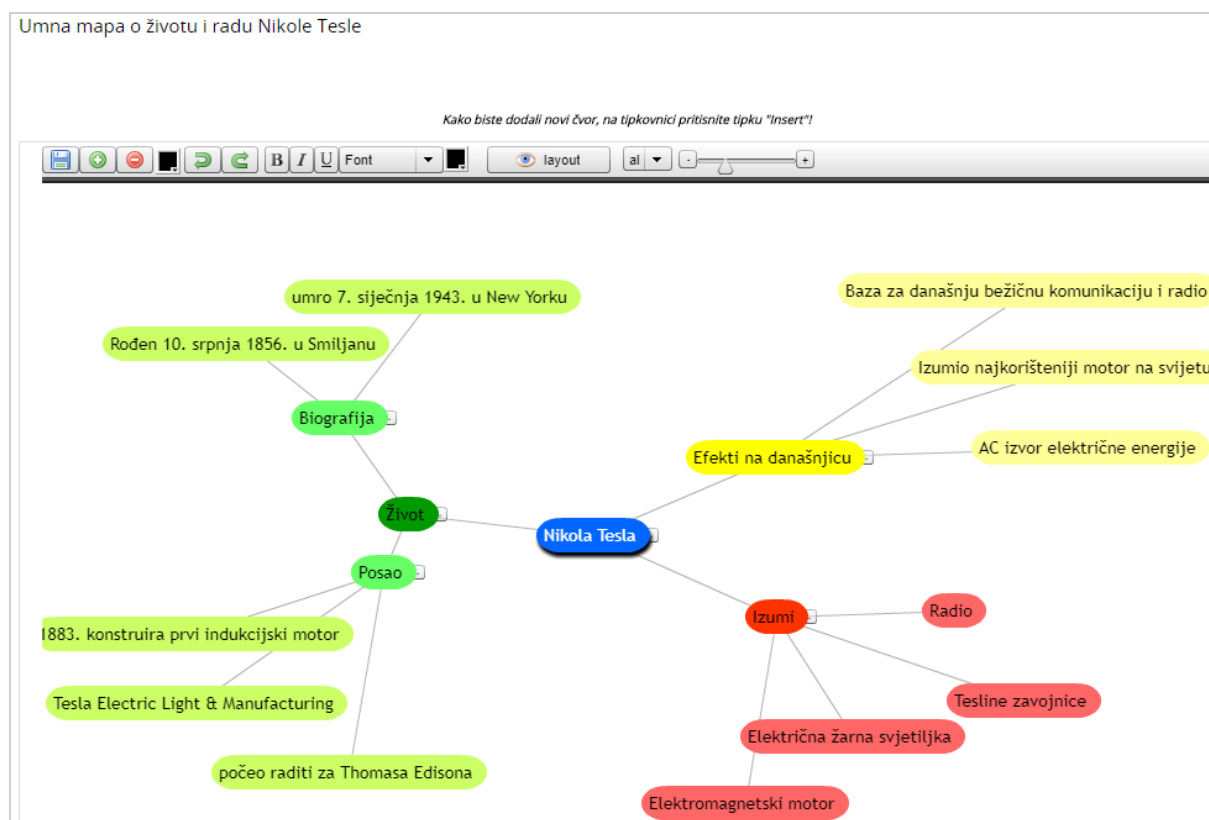 Umna mapa o životu i radu Nikole Tesle
Kako biste dodali novi čvor, na tipkovnici pritisnite tipku "Insert"!
B I U Font layout al - +
umro 7. siječnja 1943. u New Yorku
Rođen 10. srpnja 1856. u Smiljanu
Biografija
Život
Posao
1883. konstruira prvi indukcijski motor
Tesla Electric Light & Manufacturing
počeo raditi za Thomasa Edisona
Nikola Tesla
Baza za današnju bežičnu komunikaciju i radio
Izumio najkorišteniji motor na svijetu
AC izvor električne energije
Efekti na današnjicu
Izumi
Radio
Tesline zavojnice
Električna žarna svjetiljka
Elektromagnetski motor